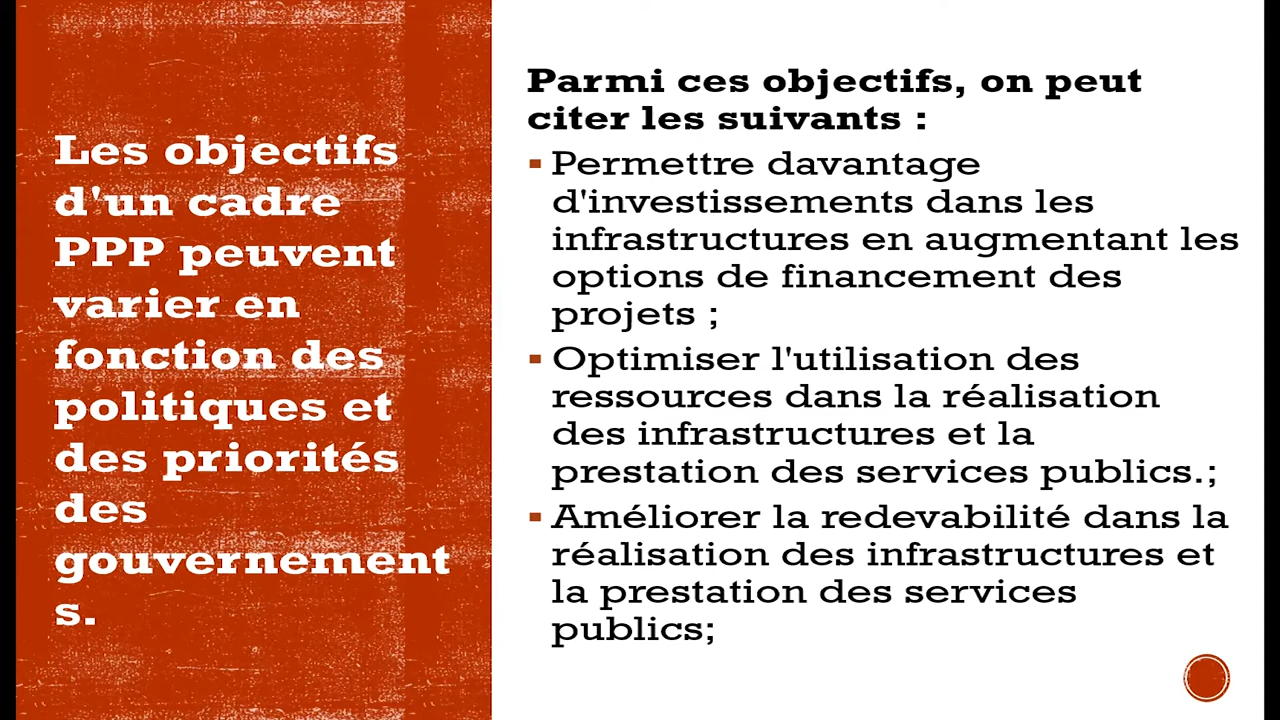 Les objectifs
d'un cadre
PPP peuvent
varier en
fonction des
politiques et
des priorités
des
gouvernement
s.
Parmi ces objectifs, on peut
citer les suivants :
▪ Permettre davantage
d'investissements dans les
infrastructures en augmentant les
options de financement des
projets ;
▪ Optimiser l'utilisation des
ressources dans la réalisation
des infrastructures et la
prestation des services publics.;
▪ Améliorer la redevabilité dans la
réalisation des infrastructures et
la prestation des services
publics;